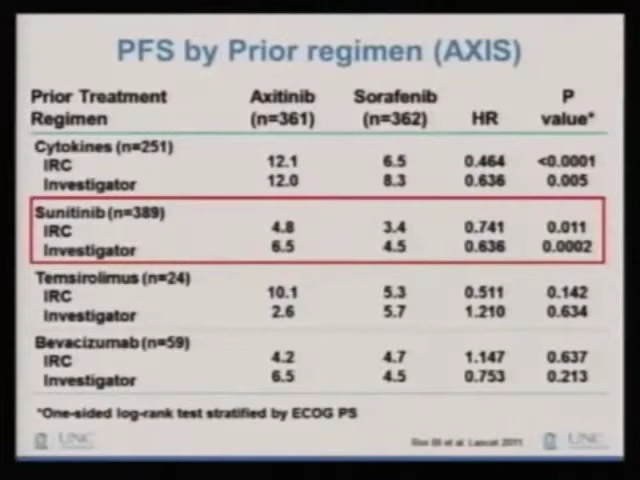 PFS by Prior regimen (AXIS)
Prior Treatment Regimen Axitinib (n=361) Sorafenib (n=362) HR P value*
Cytokines (n=251)
IRC 12.1 6.5 0.464 <0.0001
Investigator 12.0 8.3 0.636 0.005
Sunitinib (n=389)
IRC 4.8 3.4 0.741 0.011
Investigator 6.5 4.5 0.636 0.0002
Temsirolimus (n=24)
IRC 10.1 5.3 0.511 0.142
Investigator 2.6 5.7 1.210 0.634
Bevacizumab (n=59)
IRC 4.2 4.7 1.147 0.637
Investigator 6.5 4.5 0.753 0.213
*One-sided log-rank test stratified by ECOG PS
UNC et al. Lancet 2011 UNC